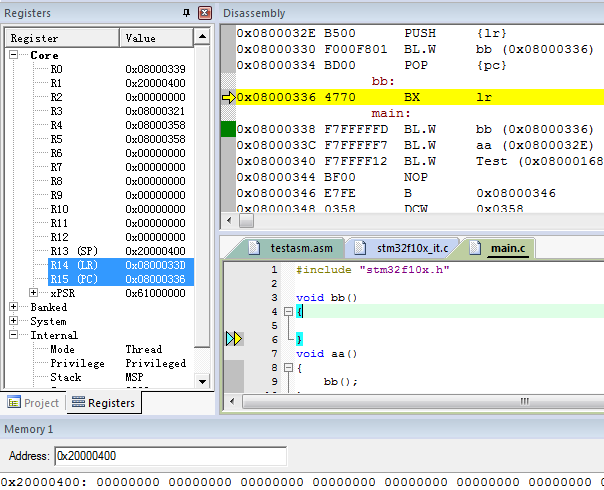 Registers
Register Value
Core
R0 0x08000339
R1 0x20000400
R2 0x00000000
R3 0x08000321
R4 0x08000358
R5 0x08000358
R6 0x00000000
R7 0x00000000
R8 0x00000000
R9 0x00000000
R10 0x00000000
R11 0x00000000
R12 0x00000000
R13 (SP) 0x20000400
R14 (LR) 0x0800033D
R15 (PC) 0x08000336
xPSR 0x61000000
Banked
System
Internal
Mode Thread
Privilege Privileged
Stack MSP
Project Registers
Disassembly
0x0800032E B500 PUSH {lr}
0x08000330 F000F801 BL.W bb (0x08000336)
0x08000334 BD00 POP {pc}
bb:
0x08000336 4770 BX lr
main:
0x08000338 F7FFFFFD BL.W bb (0x08000336)
0x0800033C F7FFFFF7 BL.W aa (0x0800032E)
0x08000340 F7FFFF12 BL.W Test (0x08000168
0x08000344 BF00 NOP
0x08000346 E7FE B 0x08000346
0x08000348 0358 DCW 0x0358
testasm.asm stm32f10x_it.c main.c
1 #include "stm32f10x.h"
2
3 void bb()
4 {
5
6 }
7 void aa()
8 {
9 bb();
Memory 1
Address: 0x20000400
0x20000400: 00000000 00000000 00000000 00000000 00000000 00000000 0